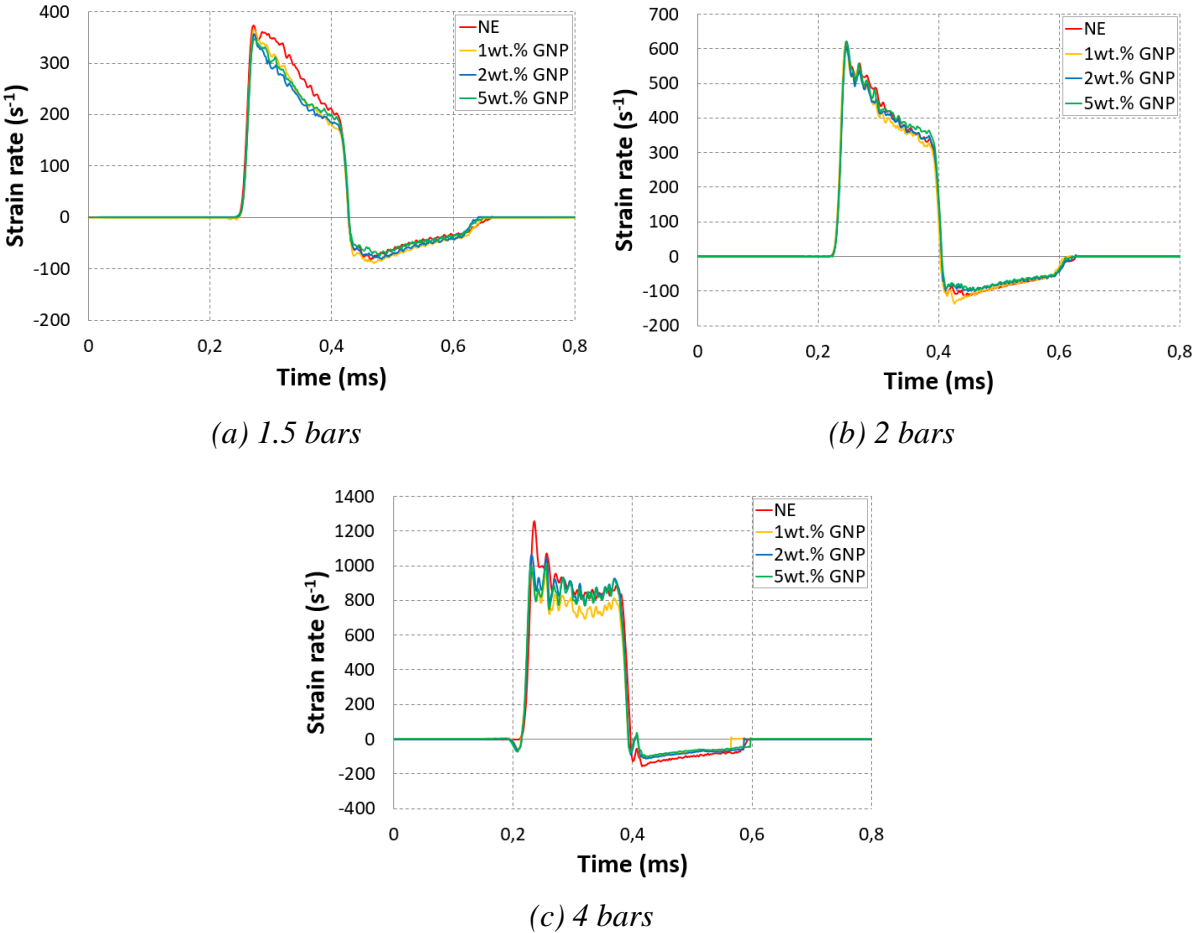 400
300
200
100
0
-100
-200
Strain rate (s⁻¹)
NE
1wt.% GNP
2wt.% GNP
5wt.% GNP
0 0,2 0,4 0,6 0,8
Time (ms)
(a) 1.5 bars
700
600
500
400
300
200
100
0
-100
-200
Strain rate (s⁻¹)
NE
1wt.% GNP
2wt.% GNP
5wt.% GNP
0 0,2 0,4 0,6 0,8
Time (ms)
(b) 2 bars
1400
1200
1000
800
600
400
200
0
-200
-400
Strain rate (s⁻¹)
NE
1wt.% GNP
2wt.% GNP
5wt.% GNP
0 0,2 0,4 0,6 0,8
Time (ms)
(c) 4 bars